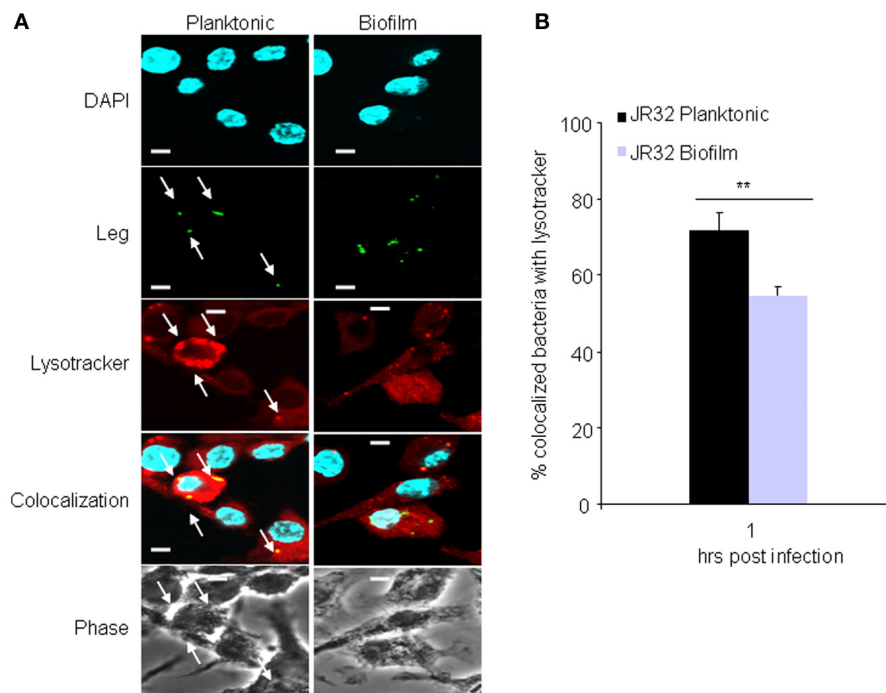 A
Planktonic
Biofilm
DAPI
Leg
Lysotracker
Colocalization
Phase
B
JR32 Planktonic
JR32 Biofilm
**
% colocalized bacteria with lysotracker
100
80
60
40
20
0
1
hrs post infection